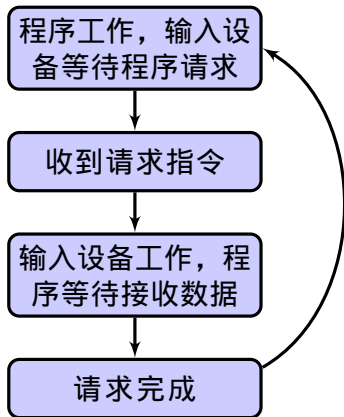 程序工作，输入设
备等待程序请求
收到请求指令
输入设备工作，程
序等待接收数据
请求完成